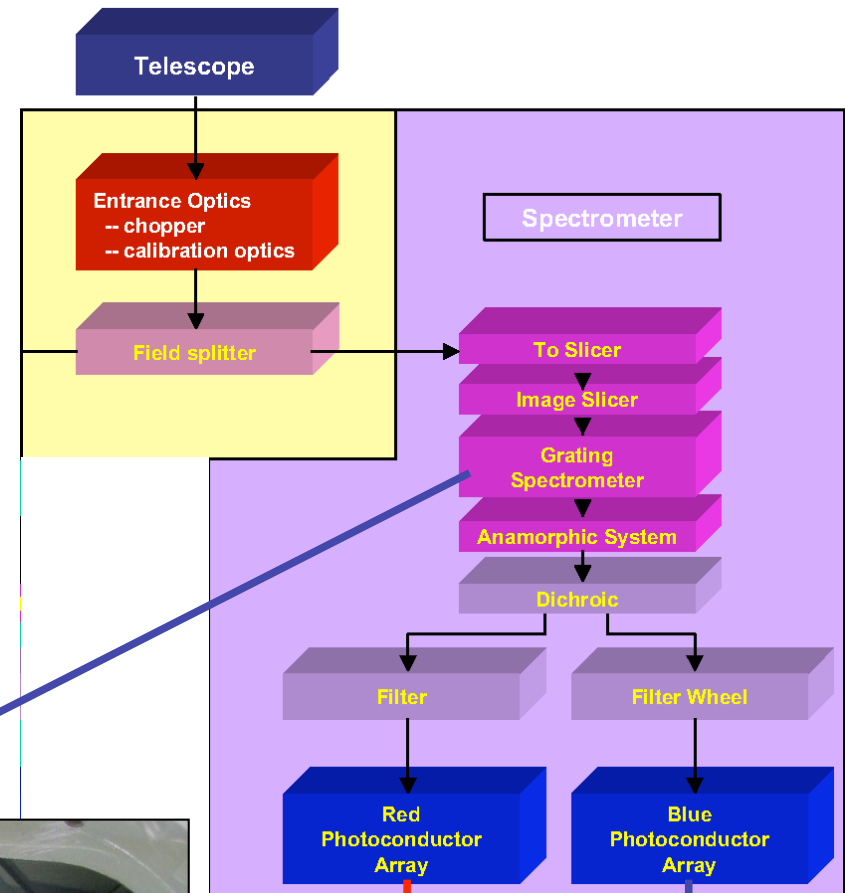 Telescope
Entrance Optics
-- chopper
-- calibration optics
Spectrometer
Field splitter
To Slicer
Image Slicer
Grating
Spectrometer
Anamorphic System
Dichroic
Filter
Filter Wheel
Red
Photoconductor
Array
Blue
Photoconductor
Array